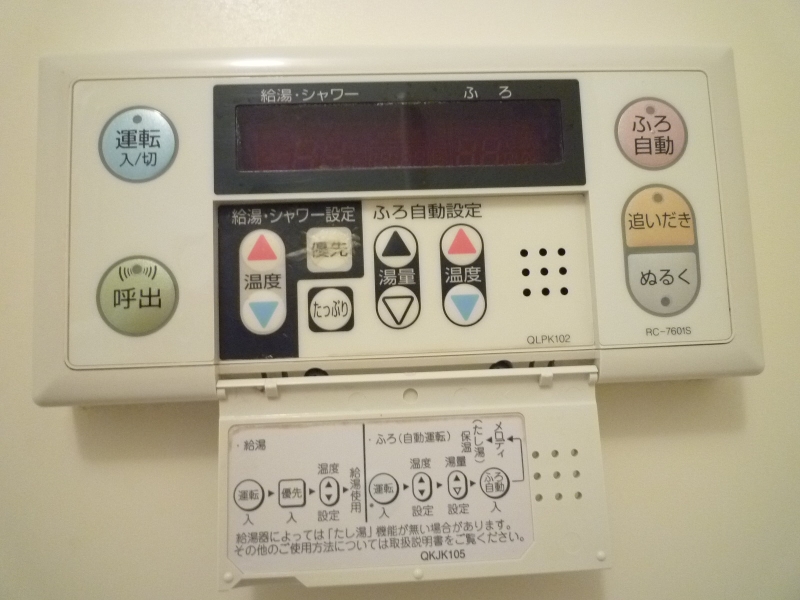 給湯・シャワー ふろ
運転
入/切
呼出
給湯・シャワー設定
温度
優先
たっぷり
ふろ自動設定
湯量
温度
QLPK102
ふろ
自動
追いだき
ぬるく
RC-7601S
・給湯
運転
入
優先
入
温度
設定
給湯使用
・ふろ(自動運転)
運転
入
温度
設定
湯量
設定
ふろ
自動
入
メロディ
(たし湯)
保温
給湯器によっては「たし湯」機能が無い場合があります。
その他のご使用方法については取扱説明書をご覧ください。
QKJK105